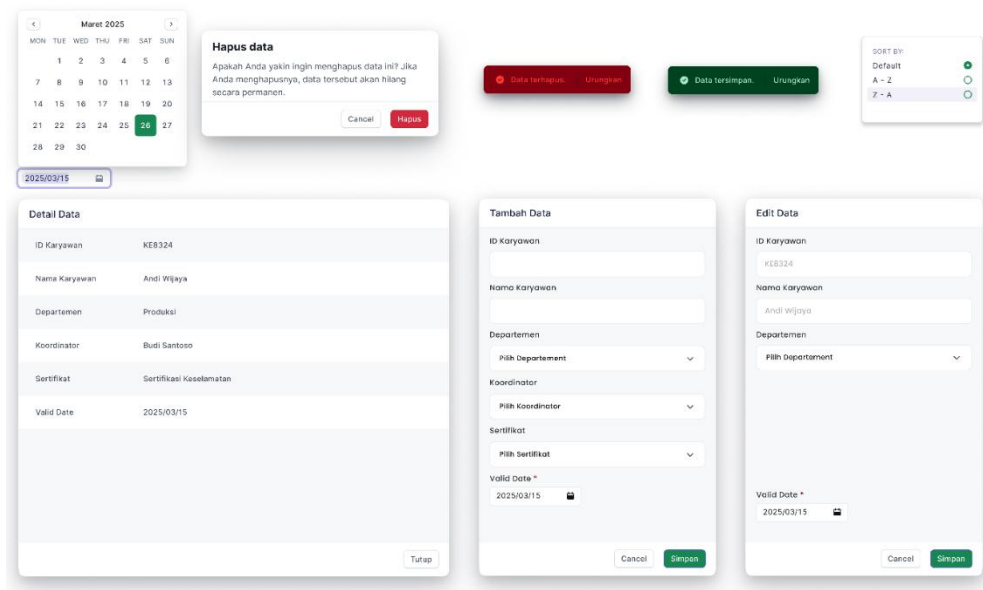 Maret 2025
MON TUE WED THU FRI SAT SUN
1 2 3 4 5 6
7 8 9 10 11 12 13
14 15 16 17 18 19 20
21 22 23 24 25 26 27
28 29 30
2025/03/15
Hapus data
Apakah Anda yakin ingin menghapus data ini? Jika
Anda menghapusnya, data tersebut akan hilang
secara permanen.
Cancel Hapus
Data terhapus. Urungkan
Data tersimpan. Urungkan
SORT BY:
Default
A - Z
Z - A
Detail Data
ID Karyawan KE8324
Nama Karyawan Andi Wijaya
Departemen Produksi
Koordinator Budi Santoso
Sertifikat Sertifikasi Keselamatan
Valid Date 2025/03/15
Tutup
Tambah Data
ID Karyawan
Nama Karyawan
Departemen
Pilih Departement
Koordinator
Pilih Koordinator
Sertifikat
Pilih Sertifikat
Valid Date *
2025/03/15
Cancel Simpan
Edit Data
ID Karyawan
KE8324
Nama Karyawan
Andi Wijaya
Departemen
Pilih Departement
Valid Date *
2025/03/15
Cancel Simpan